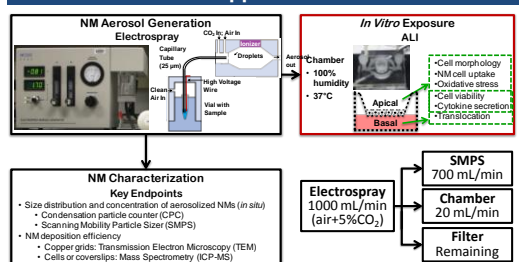 NM Aerosol Generation
Electrospray
CO₂ In; Air In
Capillary
Tube
(25 µm)
Ionizer
Droplets
Aerosol
out
Clean
Air In
High Voltage
Wire
Vial with
Sample
In Vitro Exposure
ALI
Chamber
• 100%
humidity
• 37°C
Apical
Basal
•Cell morphology
•NM cell uptake
•Oxidative stress
•Cell viability
•Cytokine secretion
•Translocation
NM Characterization
Key Endpoints
• Size distribution and concentration of aerosolized NMs (in situ)
• Condensation particle counter (CPC)
• Scanning Mobility Particle Sizer (SMPS)
• NM deposition efficiency
• Copper grids: Transmission Electron Microscopy (TEM)
• Cells or coverslips: Mass Spectrometry (ICP-MS)
Electrospray
1000 mL/min
(air+5%CO₂)
SMPS
700 mL/min
Chamber
20 mL/min
Filter
Remaining